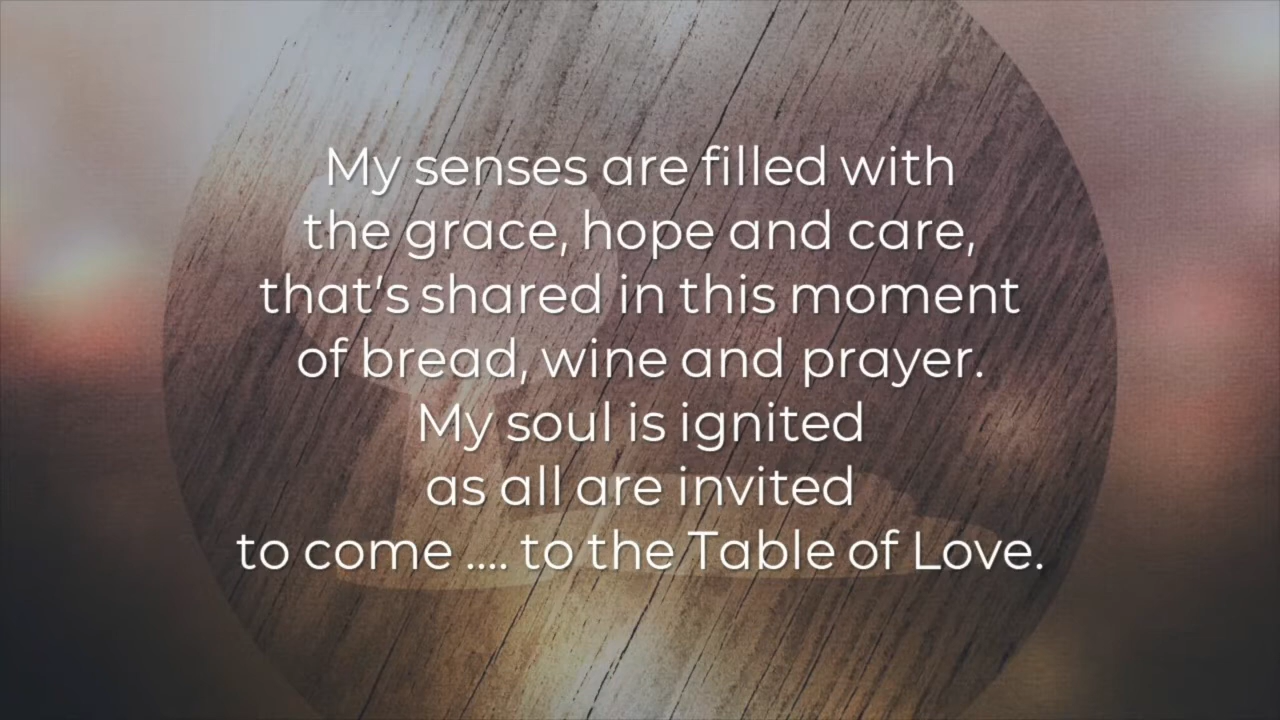 My senses are filled with
the grace, hope and care,
that's shared in this moment
of bread, wine and prayer.
My soul is ignited
as all are invited
to come .... to the Table of Love.